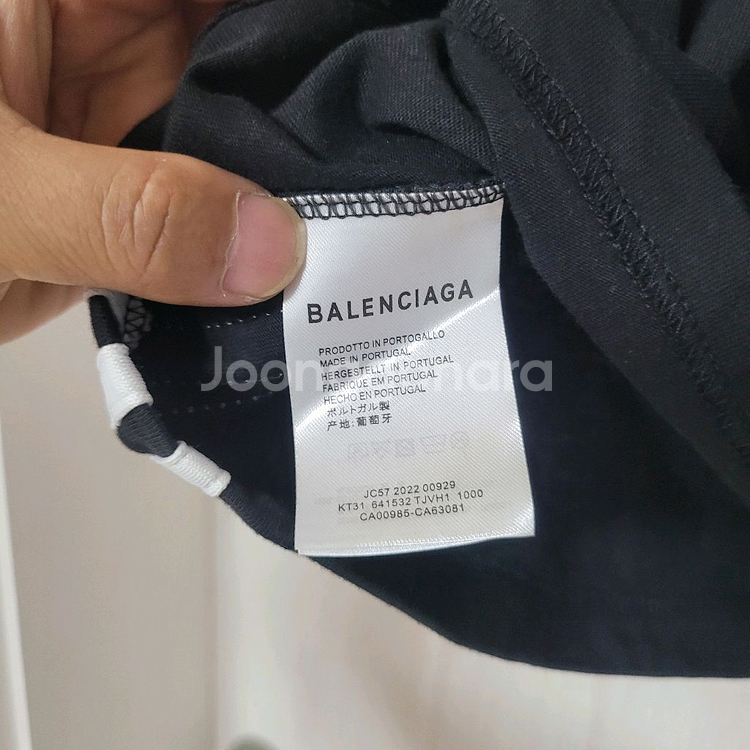 BALENCIAGA
PRODOTTO IN PORTOGALLO
MADE IN PORTUGAL
HERGESTELLT IN PORTUGAL
FABRIQUE EM PORTUGAL
HECHO EN PORTUGAL
ポルトガル製
产地:葡萄牙
JC57 2022 00929
KT31 641532 TJVH1 1000
CA00985-CA63081